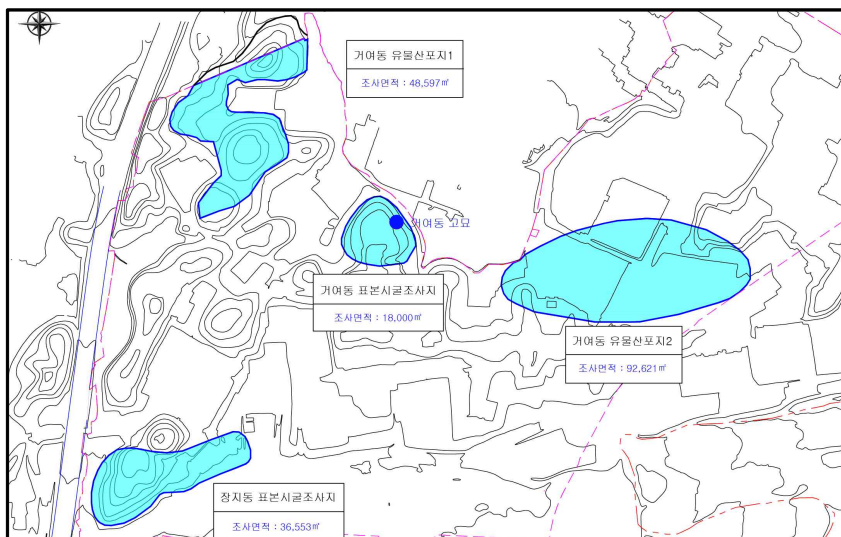 거여동 유물산포지1
조사면적 : 48,597㎡
거여동 고묘
거여동 표본시굴조사지
조사면적 : 18,000㎡
거여동 유물산포지2
조사면적 : 92,621㎡
장지동 표본시굴조사지
조사면적 : 36,553㎡